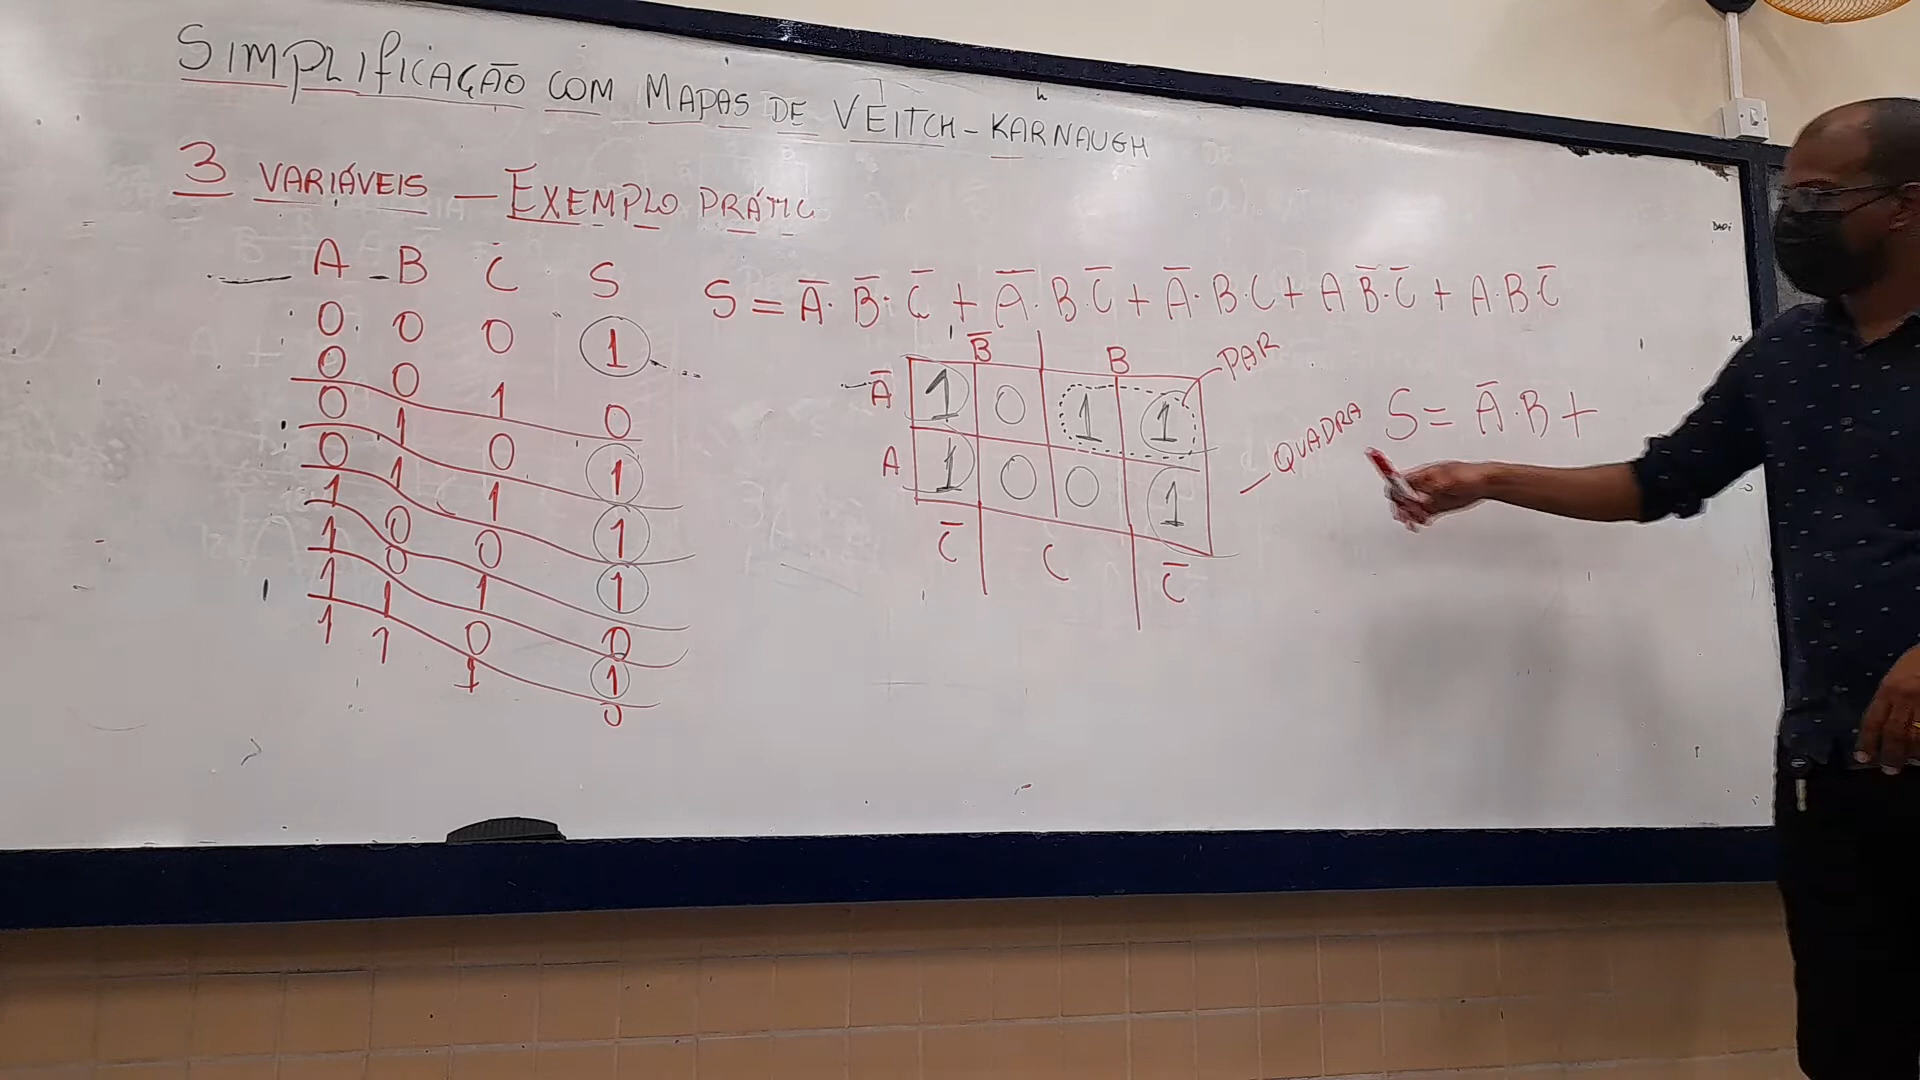 SIMPLIFICAÇÃO COM MAPAS DE VEITCH-KARNAUGH
3 VARIÁVEIS — EXEMPLO PRÁTIC
A B C S
0 0 0 1
0 0 1 0
0 1 0 1
0 1 1 1
1 0 0 1
1 0 1 0
1 1 0 1
1 1 1 0
S = A̅·B̅·C̅ + A̅·B·C̅ + A̅·B·C + A B̅·C̅ + A·B·C̅
B̅ B
PAR
A̅ 1 0 1 1
A 1 0 0 1
C̅ C C̅
QUADRA
S = A̅·B +